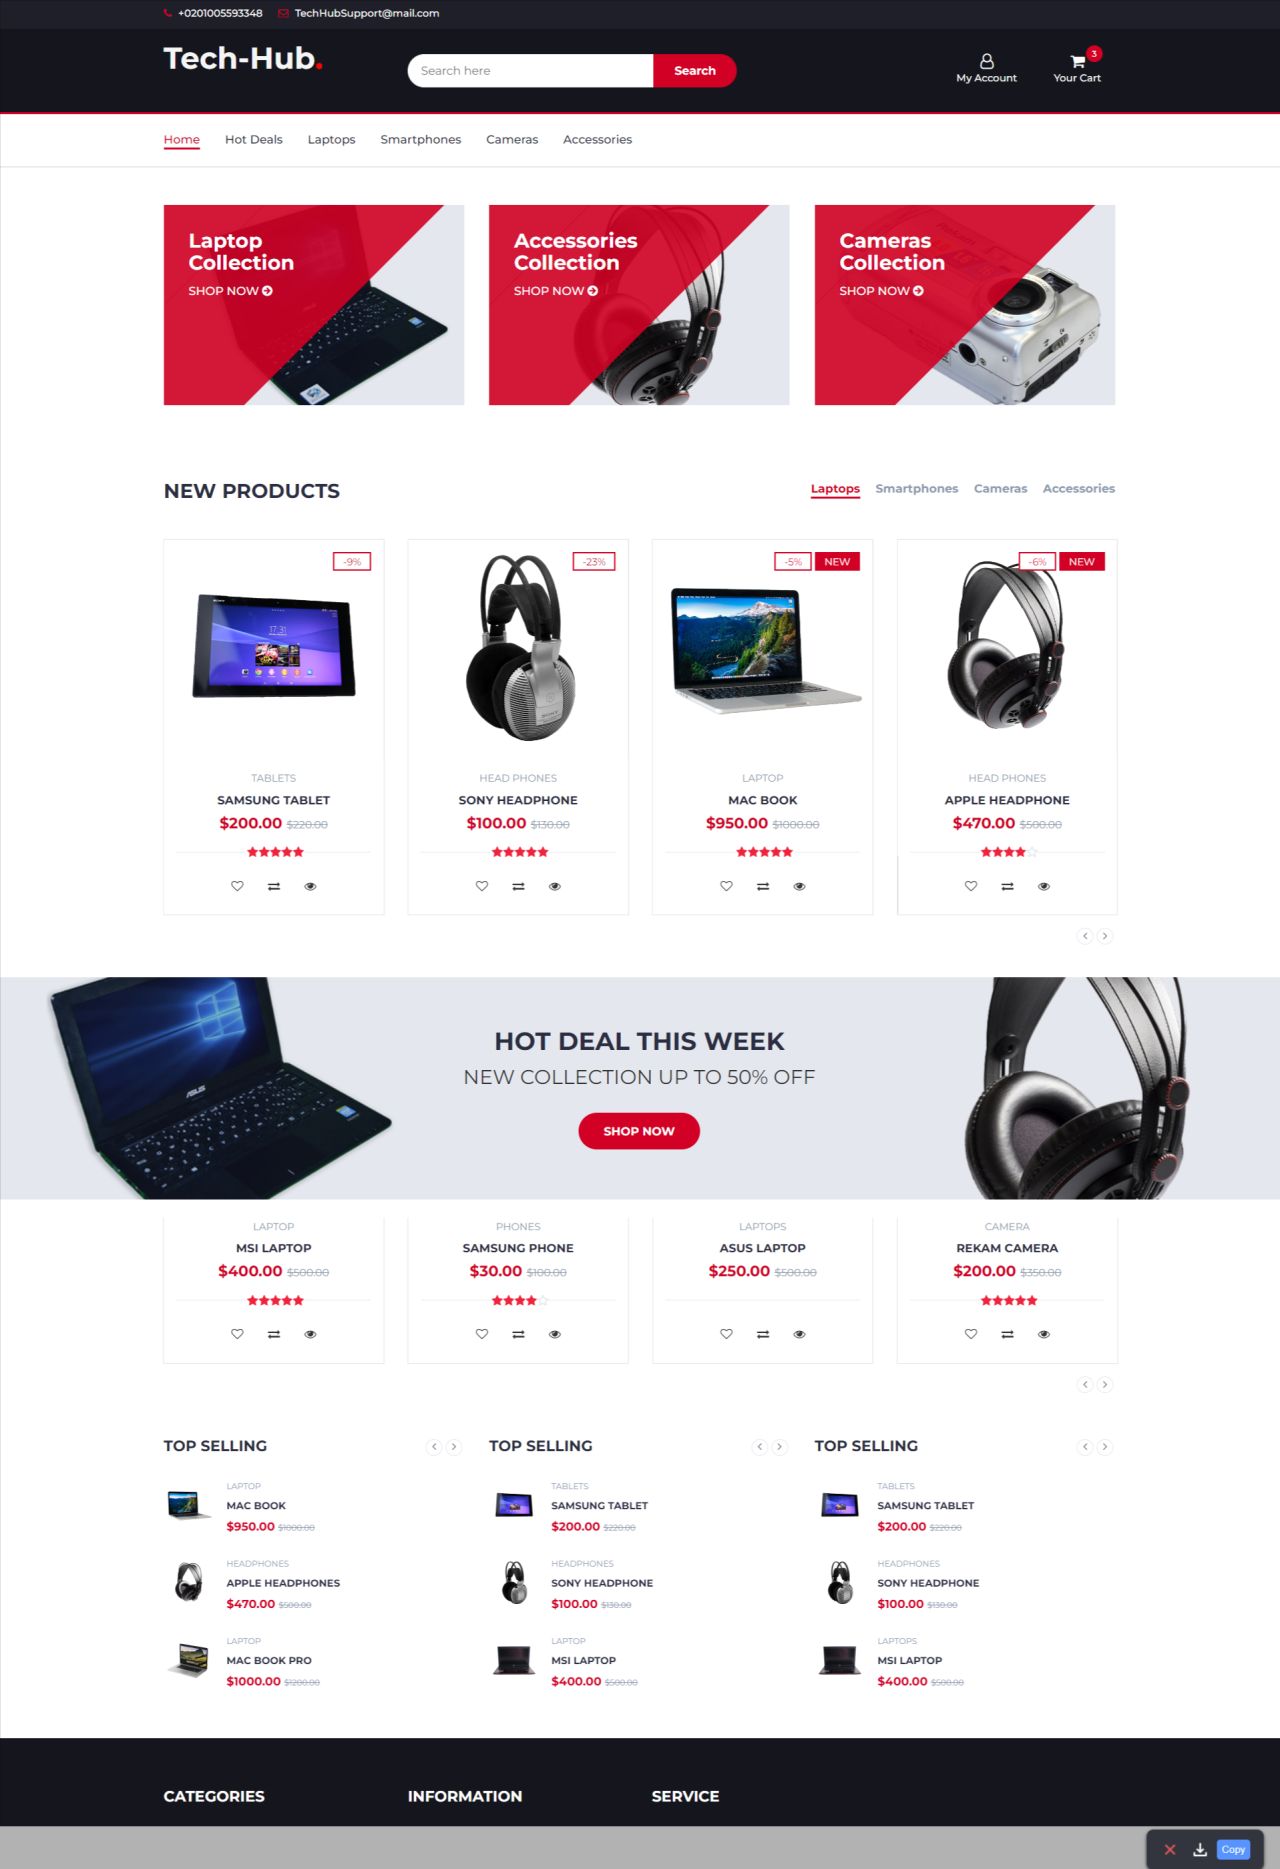 +0201005593348 TechHubSupport@mail.com
Tech-Hub.
Search here Search
3
My Account Your Cart
Home Hot Deals Laptops Smartphones Cameras Accessories
Laptop
Collection
SHOP NOW
Accessories
Collection
SHOP NOW
Cameras
Collection
SHOP NOW
NEW PRODUCTS
Laptops Smartphones Cameras Accessories
-9%
TABLETS
SAMSUNG TABLET
$200.00 $220.00
-23%
HEAD PHONES
SONY HEADPHONE
$100.00 $130.00
-5% NEW
LAPTOP
MAC BOOK
$950.00 $1000.00
-6% NEW
HEAD PHONES
APPLE HEADPHONE
$470.00 $500.00
ASUS
HOT DEAL THIS WEEK
NEW COLLECTION UP TO 50% OFF
SHOP NOW
LAPTOP
MSI LAPTOP
$400.00 $500.00
PHONES
SAMSUNG PHONE
$30.00 $100.00
LAPTOPS
ASUS LAPTOP
$250.00 $500.00
CAMERA
REKAM CAMERA
$200.00 $350.00
TOP SELLING
LAPTOP
MAC BOOK
$950.00 $1000.00
HEADPHONES
APPLE HEADPHONES
$470.00 $500.00
LAPTOP
MAC BOOK PRO
$1000.00 $1200.00
TOP SELLING
TABLETS
SAMSUNG TABLET
$200.00 $220.00
HEADPHONES
SONY HEADPHONE
$100.00 $130.00
LAPTOP
MSI LAPTOP
$400.00 $500.00
TOP SELLING
TABLETS
SAMSUNG TABLET
$200.00 $220.00
HEADPHONES
SONY HEADPHONE
$100.00 $130.00
LAPTOPS
MSI LAPTOP
$400.00 $500.00
CATEGORIES INFORMATION SERVICE
Copy